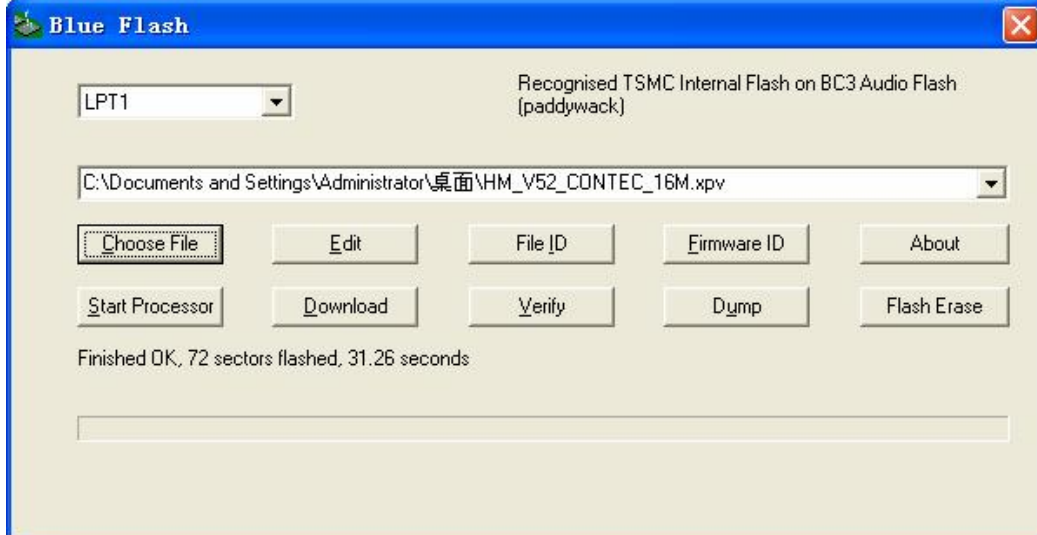 Blue Flash
LPT1
Recognised TSMC Internal Flash on BC3 Audio Flash
(paddywack)
C:\Documents and Settings\Administrator\桌面\HM_V52_CONTEC_16M.xpv
Choose File Edit File ID Firmware ID About
Start Processor Download Verify Dump Flash Erase
Finished OK, 72 sectors flashed, 31.26 seconds